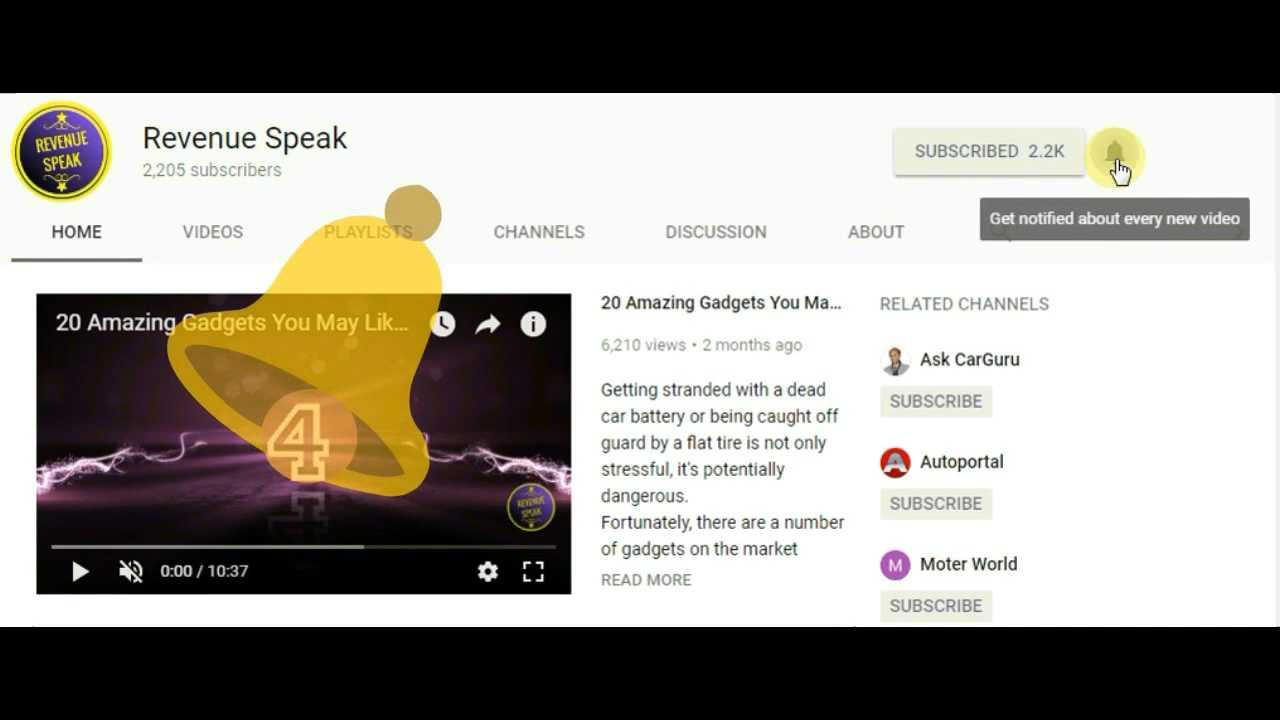 REVENUE
SPEAK
Revenue Speak
2,205 subscribers
SUBSCRIBED 2.2K
Get notified about every new video
HOME
VIDEOS
PLAYLISTS
CHANNELS
DISCUSSION
ABOUT
20 Amazing Gadgets You May Lik...
4
REVENUE
SPEAK
0:00 / 10:37
20 Amazing Gadgets You Ma...
6,210 views • 2 months ago
Getting stranded with a dead
car battery or being caught off
guard by a flat tire is not only
stressful, it's potentially
dangerous.
Fortunately, there are a number
of gadgets on the market
READ MORE
RELATED CHANNELS
Ask CarGuru
SUBSCRIBE
A
Autoportal
SUBSCRIBE
M
Moter World
SUBSCRIBE